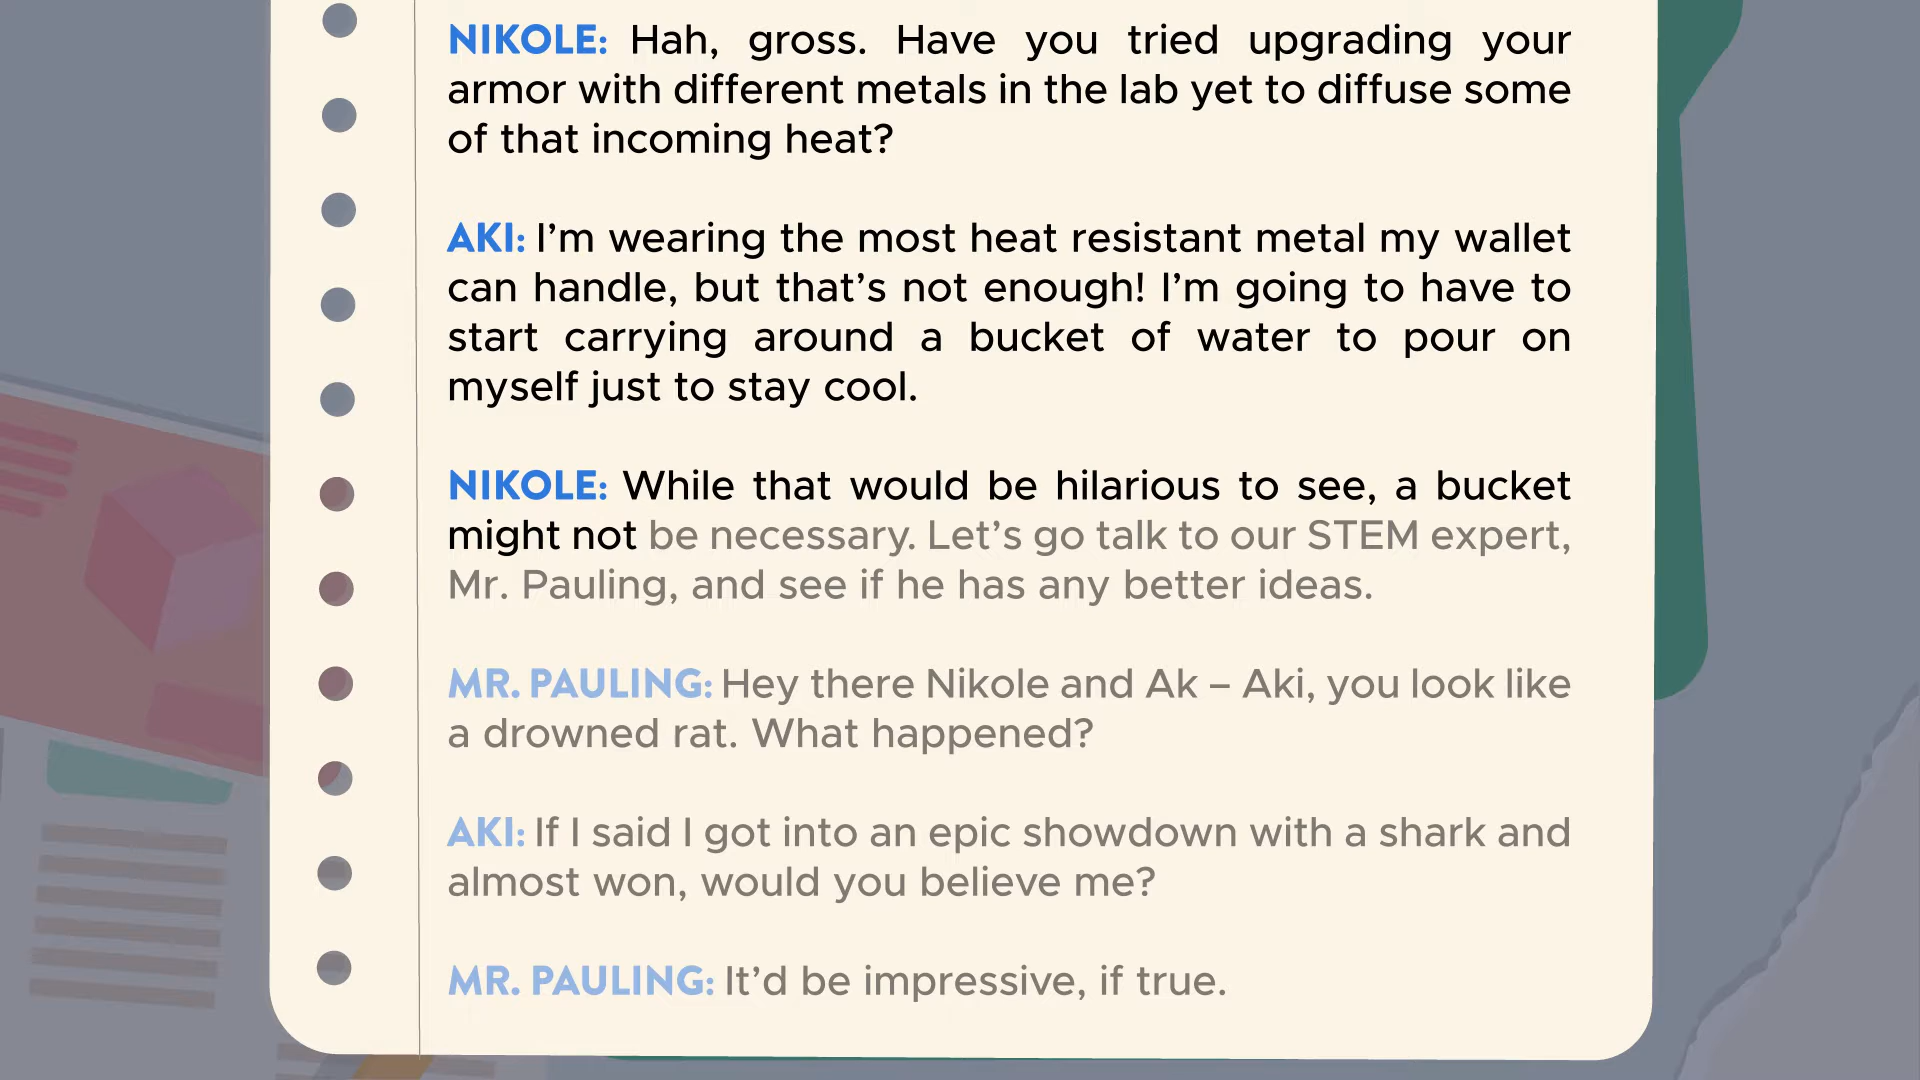 NIKOLE: Hah, gross. Have you tried upgrading your
armor with different metals in the lab yet to diffuse some
of that incoming heat?
AKI: I’m wearing the most heat resistant metal my wallet
can handle, but that’s not enough! I’m going to have to
start carrying around a bucket of water to pour on
myself just to stay cool.
NIKOLE: While that would be hilarious to see, a bucket
might not be necessary. Let’s go talk to our STEM expert,
Mr. Pauling, and see if he has any better ideas.
MR. PAULING: Hey there Nikole and Ak – Aki, you look like
a drowned rat. What happened?
AKI: If I said I got into an epic showdown with a shark and
almost won, would you believe me?
MR. PAULING: It’d be impressive, if true.